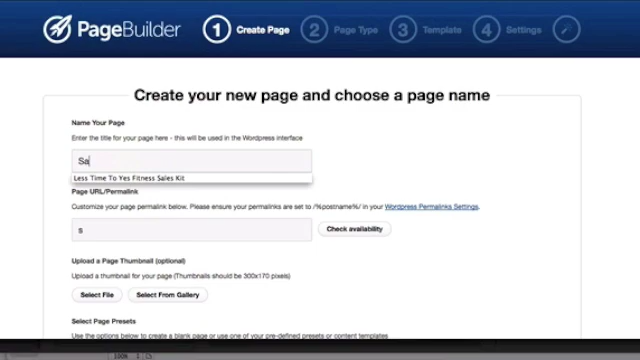 PageBuilder
1 Create Page
2 Page Type
3 Template
4 Settings
Create your new page and choose a page name
Name Your Page
Enter the title for your page here - this will be used in the Wordpress interface
Sa
Less Time To Yes Fitness Sales Kit
Page URL/Permalink
Customize your page permalink below. Please ensure your permalinks are set to /%postname%/ in your Wordpress Permalinks Settings.
s
Check availability
Upload a Page Thumbnail (optional)
Upload a thumbnail for your page (Thumbnails should be 300x170 pixels)
Select File
Select From Gallery
Select Page Presets
Use the options below to create a blank page or use one of your pre-defined presets or content templates
100%